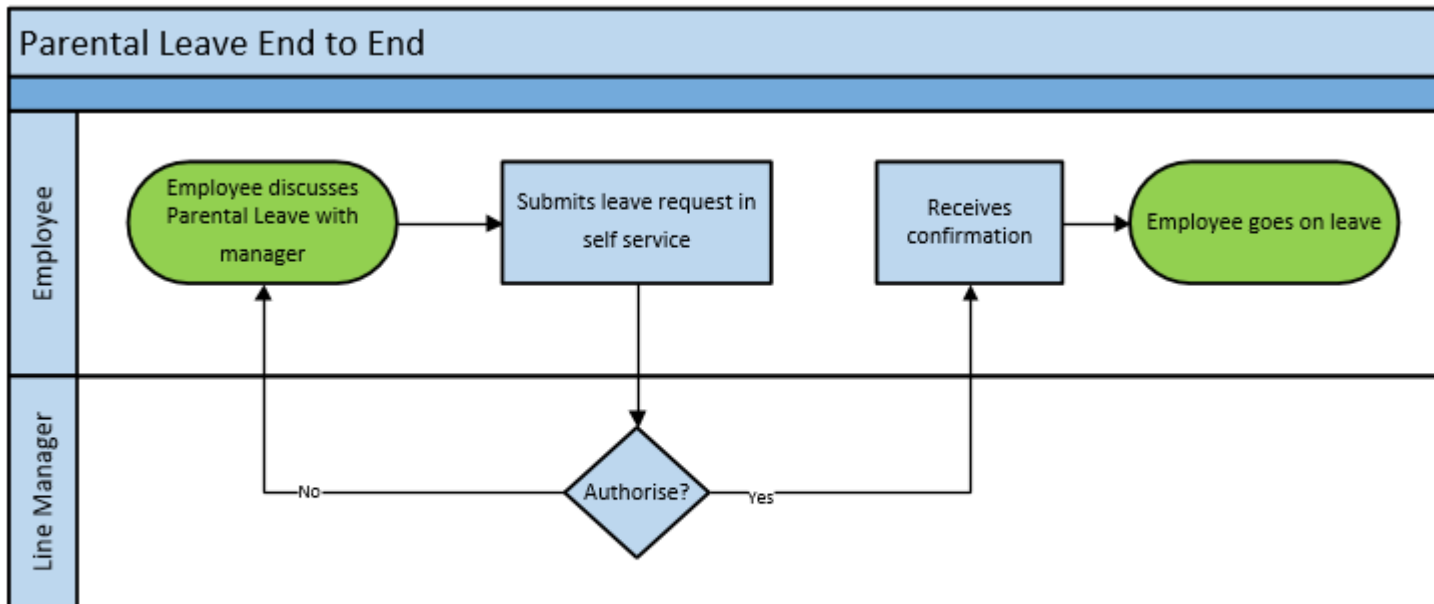 Parental Leave End to End
Employee
Employee discusses
Parental Leave with
manager
Submits leave request in
self service
Receives
confirmation
Employee goes on leave
Line Manager
No
Authorise?
Yes